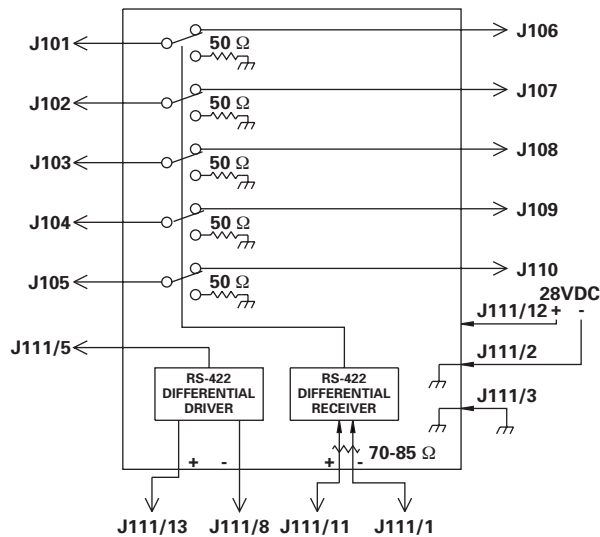 J101
J106
50 Ω
J102
J107
50 Ω
J103
J108
50 Ω
J104
J109
50 Ω
J105
J110
50 Ω
28VDC
J111/12 + -
J111/5
J111/2
RS-422
DIFFERENTIAL
DRIVER
RS-422
DIFFERENTIAL
RECEIVER
J111/3
70-85 Ω
+ -
+ -
J111/13 J111/8 J111/11 J111/1